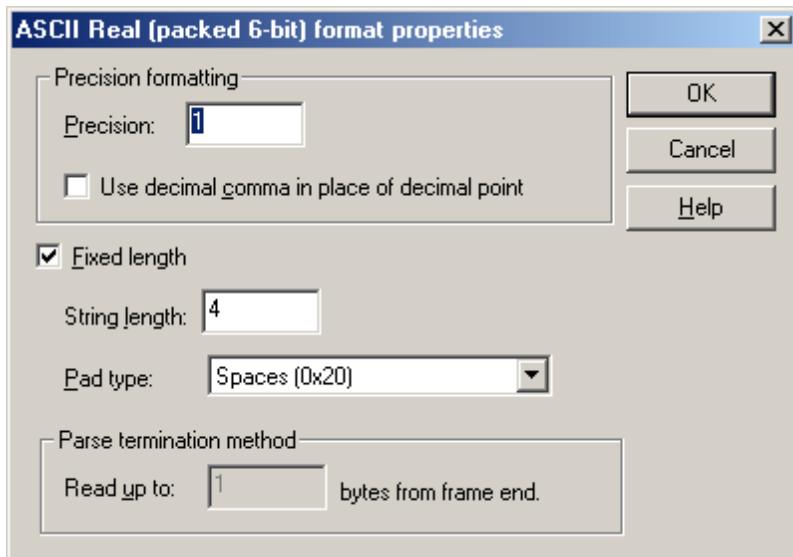 ASCII Real (packed 6-bit) format properties
Precision formatting
Precision: 1
Use decimal comma in place of decimal point
OK
Cancel
Help
Fixed length
String length: 4
Pad type: Spaces (0x20)
Parse termination method
Read up to: 1 bytes from frame end.